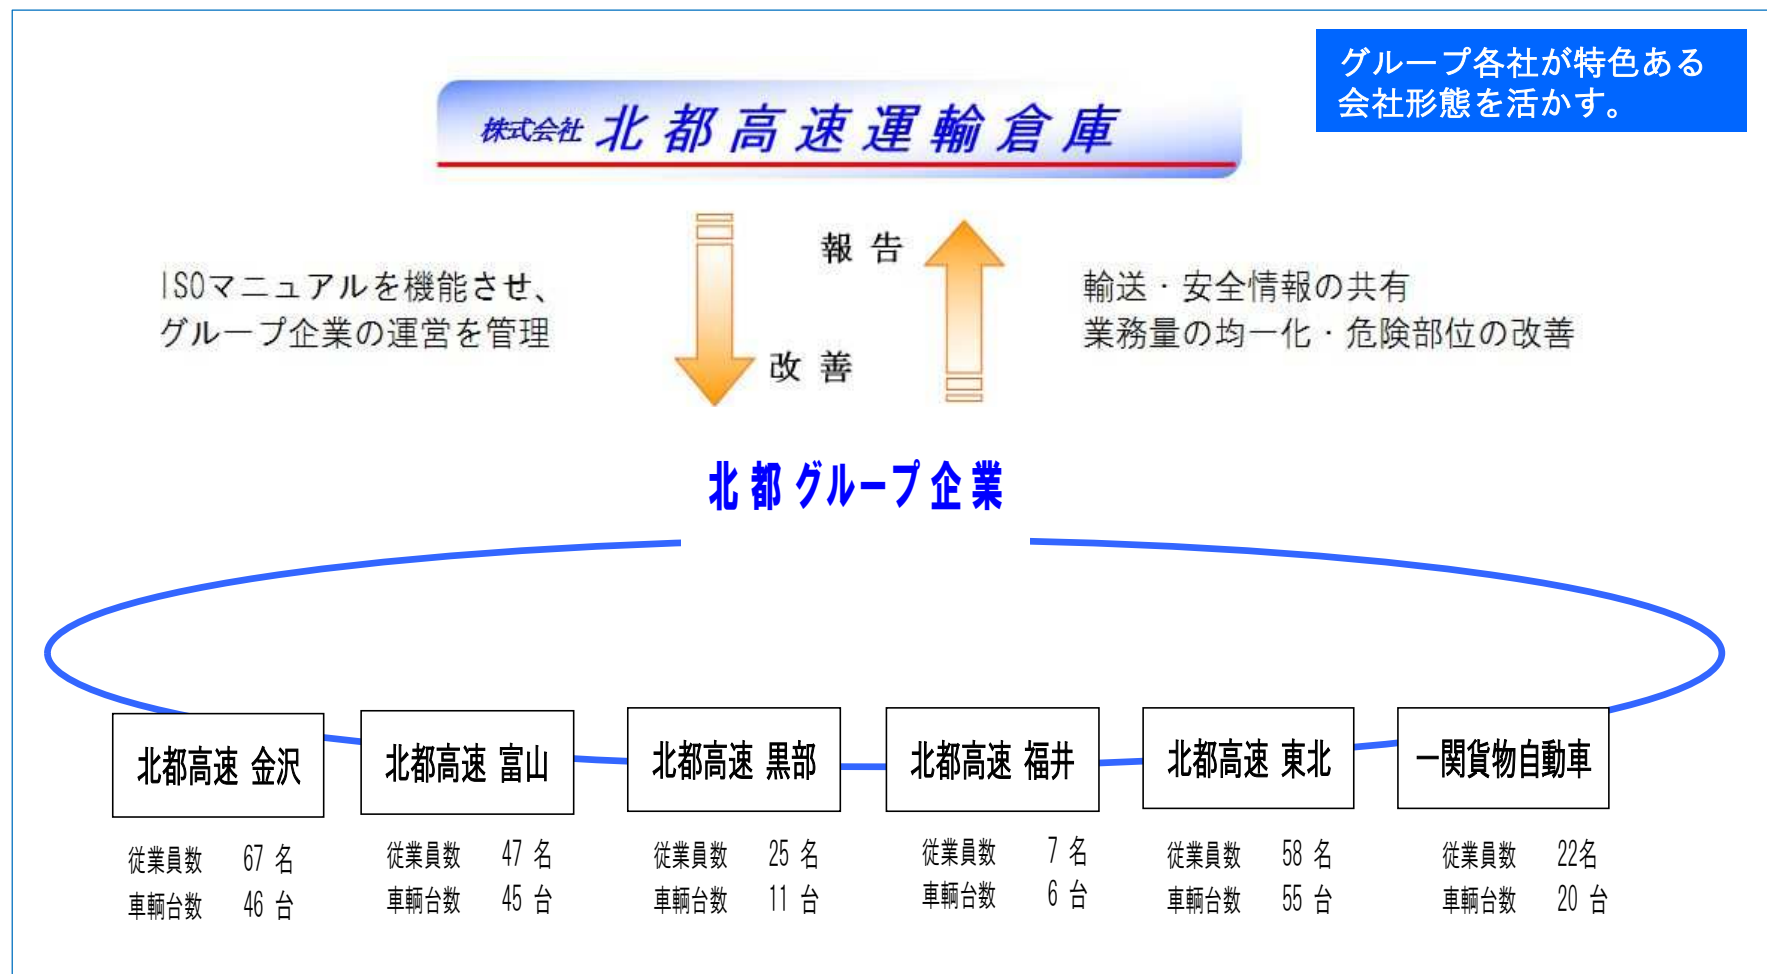 グループ各社が特色ある
会社形態を活かす。
株式会社 北都高速運輸倉庫
報 告
ISOマニュアルを機能させ、
グループ企業の運営を管理
輸送・安全情報の共有
業務量の均一化・危険部位の改善
改 善
北都グループ企業
北都高速 金沢
北都高速 富山
北都高速 黒部
北都高速 福井
北都高速 東北
一関貨物自動車
従業員数 67 名
車輌台数 46 台
従業員数 47 名
車輌台数 45 台
従業員数 25 名
車輌台数 11 台
従業員数 7 名
車輌台数 6 台
従業員数 58 名
車輌台数 55 台
従業員数 22名
車輌台数 20 台